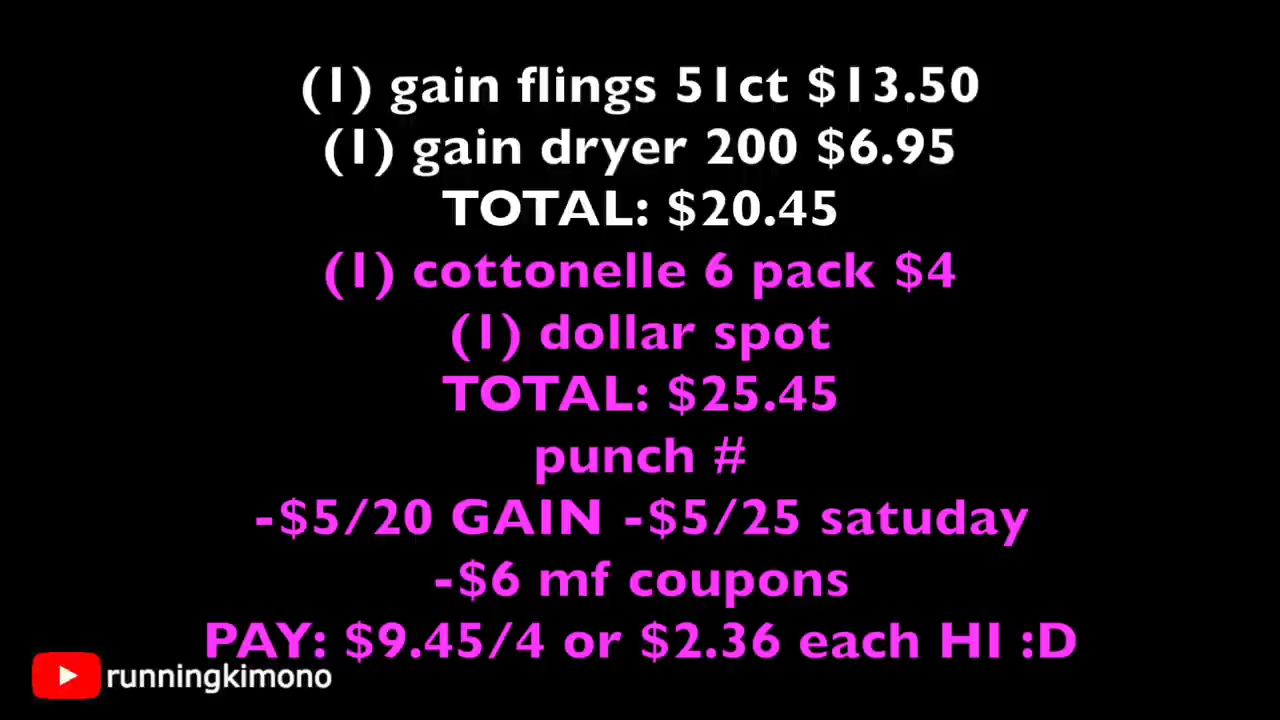 (1) gain flings 51ct $13.50
(1) gain dryer 200 $6.95
TOTAL: $20.45
(1) cottonelle 6 pack $4
(1) dollar spot
TOTAL: $25.45
punch #
-$5/20 GAIN -$5/25 satuday
-$6 mf coupons
PAY: $9.45/4 or $2.36 each HI :D
runningkimono